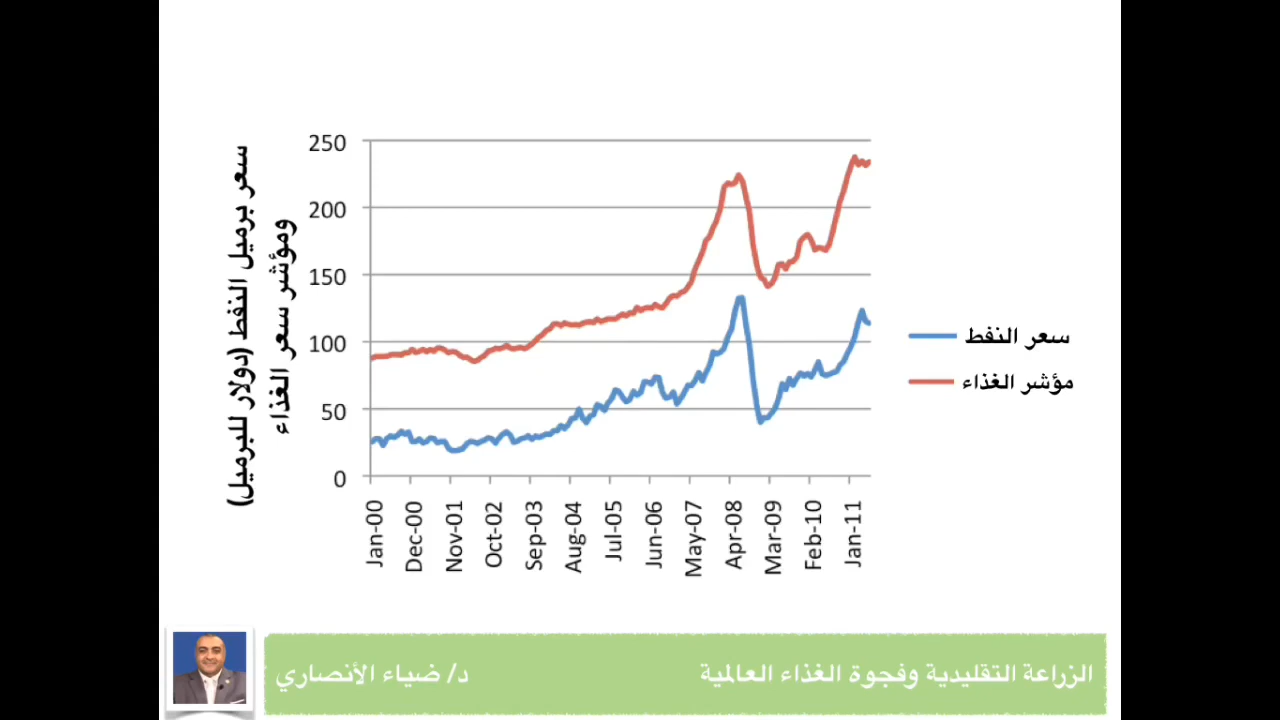 سعر برميل النفط (دولار للبرميل)
ومؤشر سعر الغذاء
250
200
150
100
50
0
Jan-00
Dec-00
Nov-01
Oct-02
Sep-03
Aug-04
Jul-05
Jun-06
May-07
Apr-08
Mar-09
Feb-10
Jan-11
سعر النفط
مؤشر الغذاء
الزراعة التقليدية وفجوة الغذاء العالمية
د/ ضياء الأنصاري